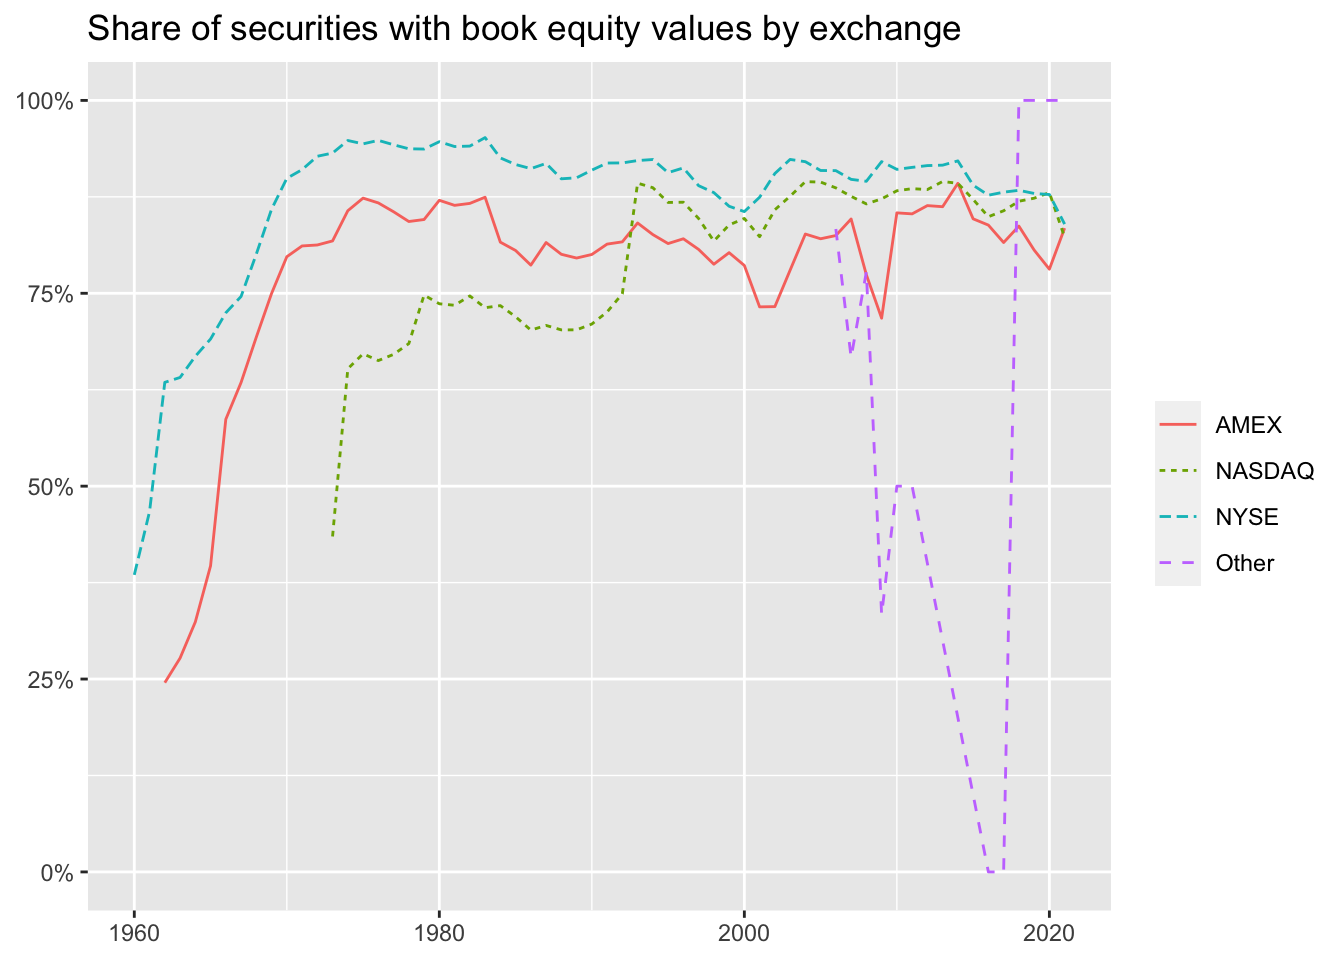 Share of securities with book equity values by exchange
100%
75%
50%
25%
0%
1960
1980
2000
2020
AMEX
NASDAQ
NYSE
Other